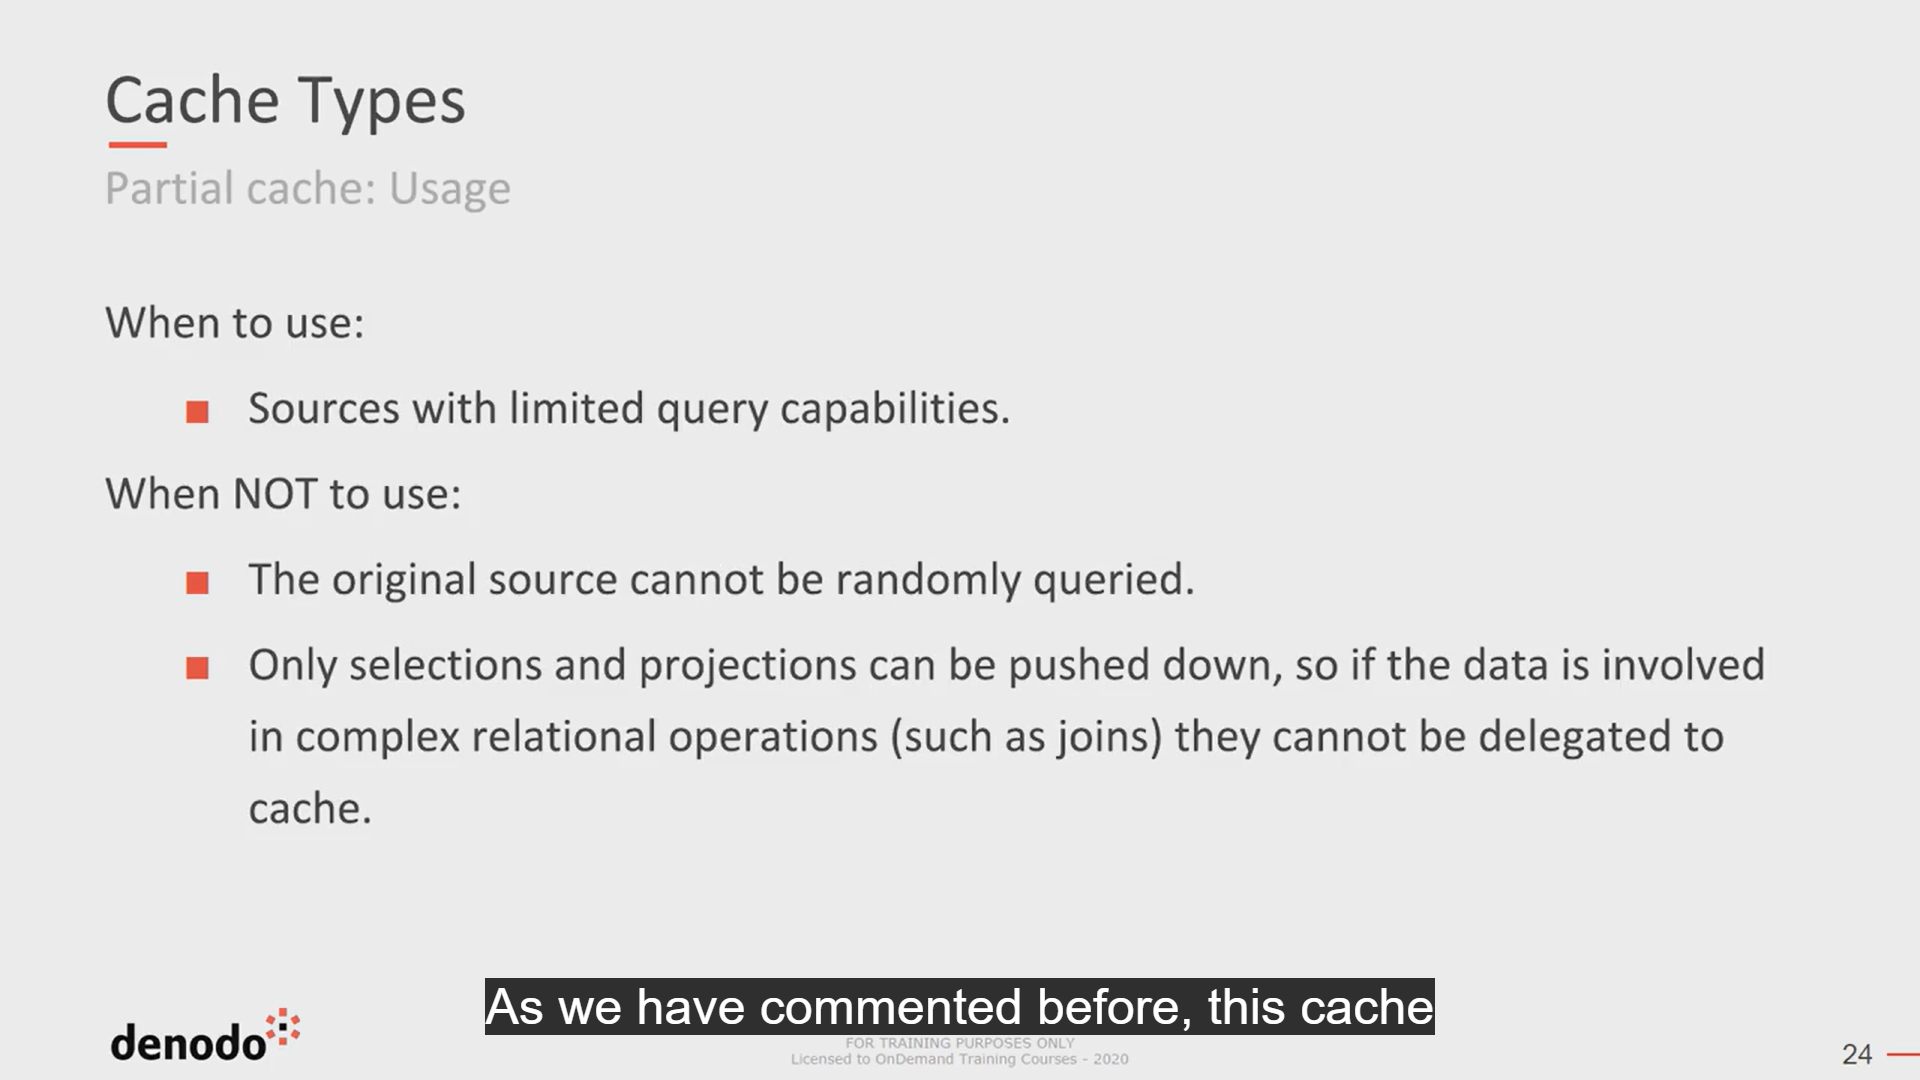 Cache Types
Partial cache: Usage
When to use:
Sources with limited query capabilities.
When NOT to use:
The original source cannot be randomly queried.
Only selections and projections can be pushed down, so if the data is involved
in complex relational operations (such as joins) they cannot be delegated to
cache.
As we have commented before, this cache
denodo
FOR TRAINING PURPOSES ONLY
Licensed to OnDemand Training Courses - 2020
24